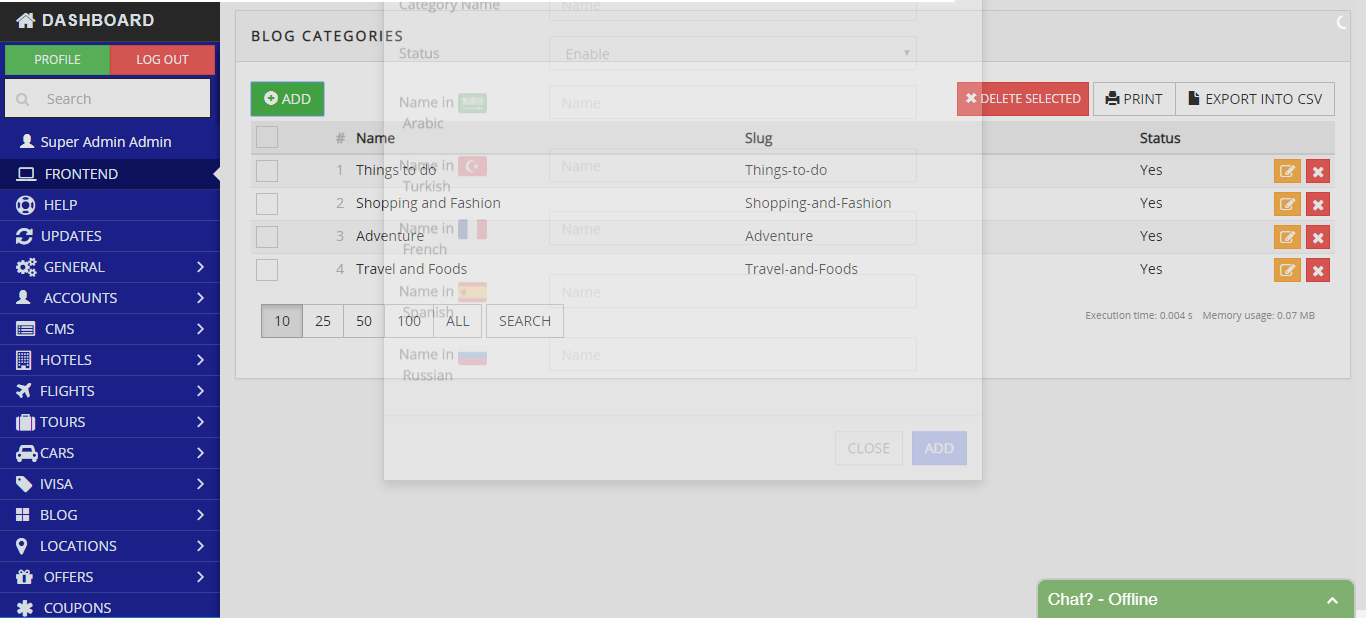 DASHBOARD
PROFILE LOG OUT
Search
Super Admin Admin
FRONTEND
HELP
UPDATES
GENERAL
ACCOUNTS
CMS
HOTELS
FLIGHTS
TOURS
CARS
IVISA
BLOG
LOCATIONS
OFFERS
COUPONS
BLOG CATEGORIES
ADD
DELETE SELECTED PRINT EXPORT INTO CSV
# Name Slug Status
1 Things to do Things-to-do Yes
2 Shopping and Fashion Shopping-and-Fashion Yes
3 Adventure Adventure Yes
4 Travel and Foods Travel-and-Foods Yes
10 25 50 100 ALL SEARCH
Execution time: 0.004 s Memory usage: 0.07 MB
Category Name Name
Status Enable
Name in Name
Arabic
Name in Name
Turkish
Name in Name
French
Name in Name
Spanish
Name in Name
Russian
CLOSE ADD
Chat? - Offline